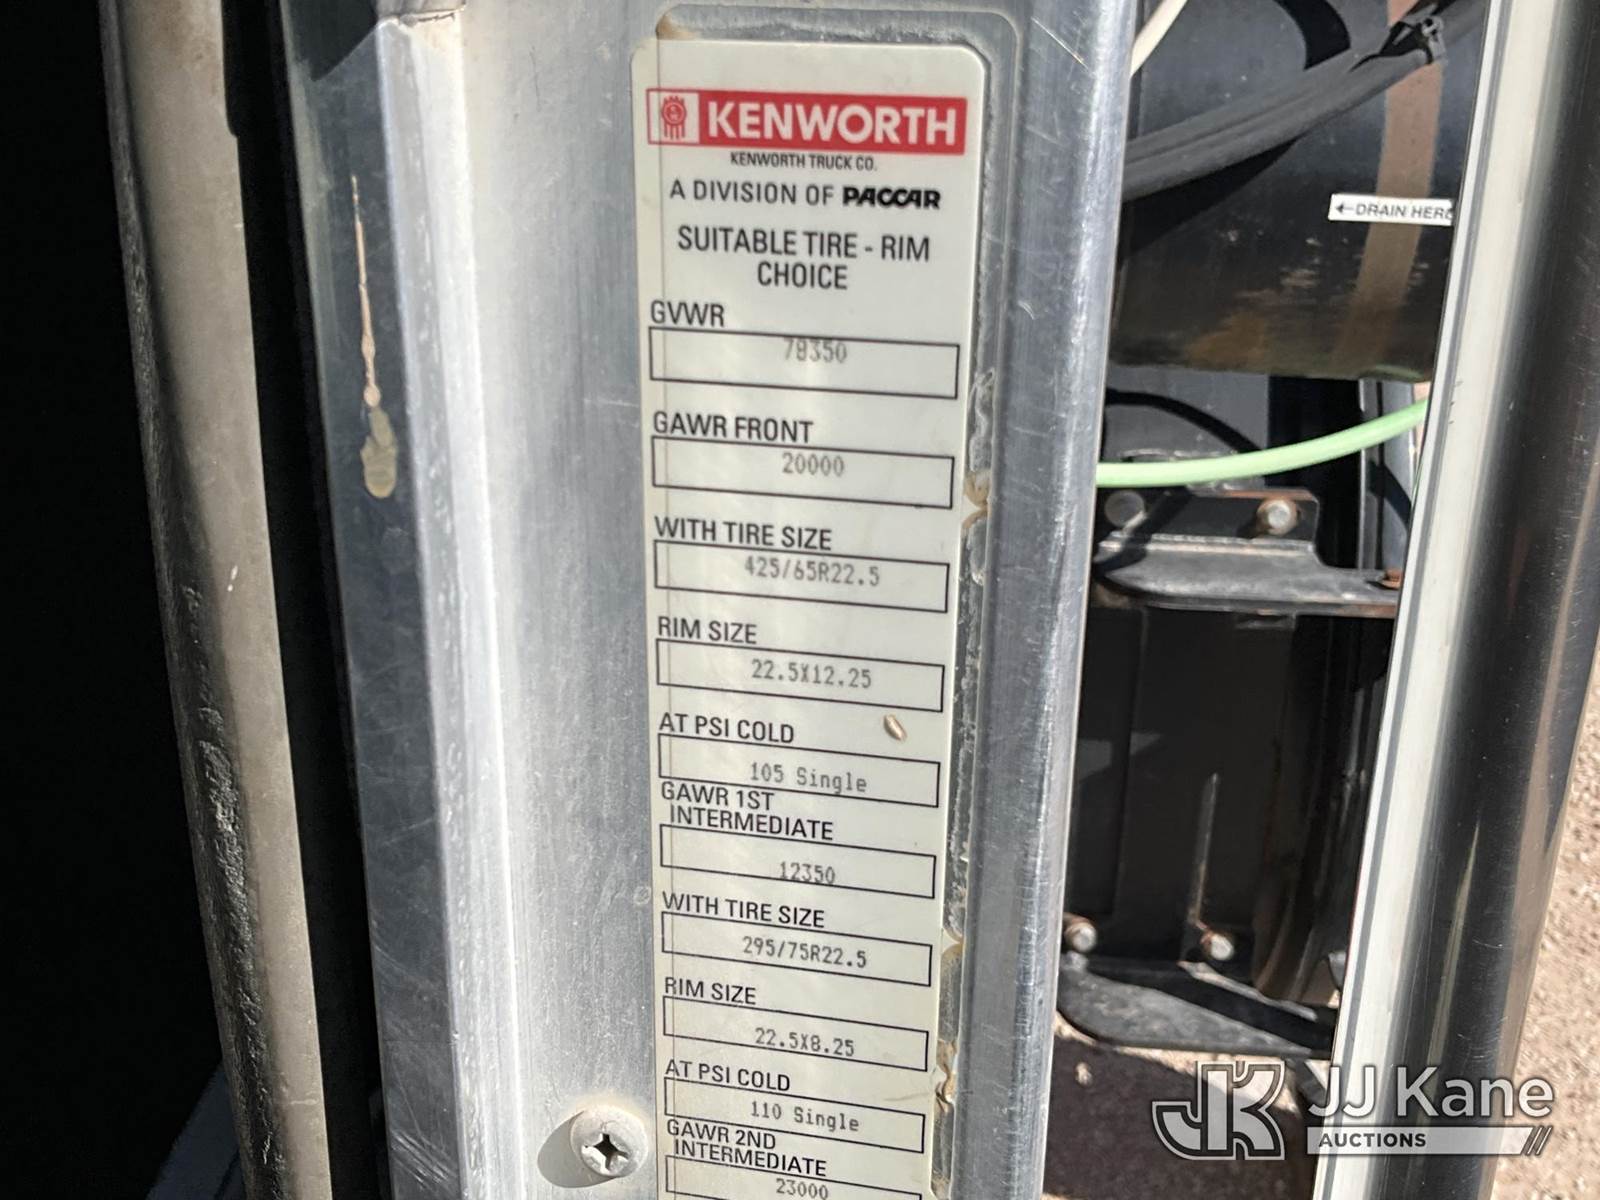 KENWORTH
KENWORTH TRUCK CO.
A DIVISION OF PACCAR
SUITABLE TIRE - RIM
CHOICE
GVWR
78350
GAWR FRONT
20000
WITH TIRE SIZE
425/65R22.5
RIM SIZE
22.5X12.25
AT PSI COLD
105 Single
GAWR 1ST
INTERMEDIATE
12350
WITH TIRE SIZE
295/75R22.5
RIM SIZE
22.5X8.25
AT PSI COLD
110 Single
GAWR 2ND
INTERMEDIATE
23000
←DRAIN HERE
JJ Kane
AUCTIONS